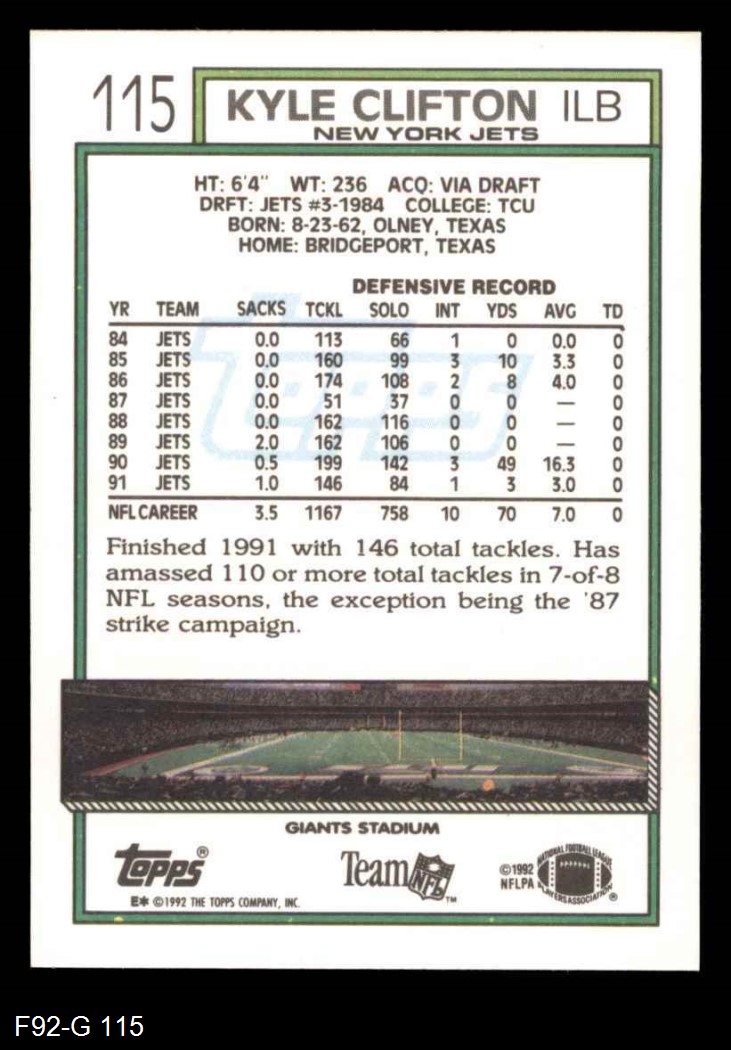 115 KYLE CLIFTON ILB
NEW YORK JETS
HT: 6'4" WT: 236 ACQ: VIA DRAFT
DRFT: JETS #3-1984 COLLEGE: TCU
BORN: 8-23-62, OLNEY, TEXAS
HOME: BRIDGEPORT, TEXAS
DEFENSIVE RECORD
YR TEAM SACKS TCKL SOLO INT YDS AVG TD
84 JETS 0.0 113 66 1 0 0.0 0
85 JETS 0.0 160 99 3 10 3.3 0
86 JETS 0.0 174 108 2 8 4.0 0
87 JETS 0.0 51 37 0 0 — 0
88 JETS 0.0 162 116 0 0 — 0
89 JETS 2.0 162 106 0 0 — 0
90 JETS 0.5 199 142 3 49 16.3 0
91 JETS 1.0 146 84 1 3 3.0 0
NFL CAREER 3.5 1167 758 10 70 7.0 0
Topps
Finished 1991 with 146 total tackles. Has
amassed 110 or more total tackles in 7-of-8
NFL seasons, the exception being the '87
strike campaign.
GIANTS STADIUM
Topps®
Team NFL™
©1992
NFLPA
NATIONAL FOOTBALL LEAGUE
PLAYERS ASSOCIATION®
E* ©1992 THE TOPPS COMPANY, INC.
F92-G 115